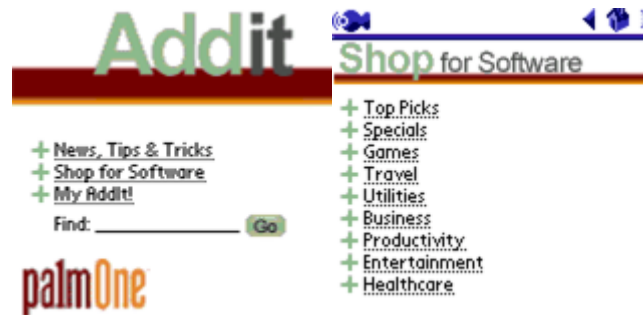 Addit
News, Tips & Tricks
Shop for Software
My AddIt!
Find: Go
palmOne
Shop for Software
Top Picks
Specials
Games
Travel
Utilities
Business
Productivity
Entertainment
Healthcare